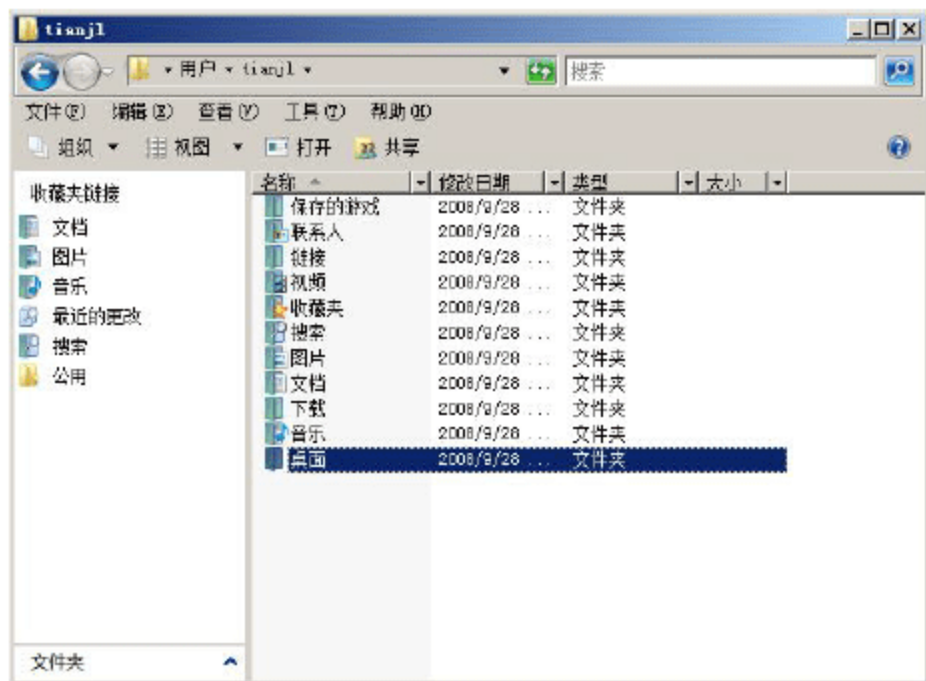 tianjl
用户 tianjl 搜索
文件(F) 编辑(E) 查看(V) 工具(T) 帮助(H)
组织 视图 打开 共享
收藏夹链接
文档
图片
音乐
最近的更改
搜索
公用
名称 修改日期 类型 大小
保存的游戏 2008/9/28 ... 文件夹
联系人 2008/9/28 ... 文件夹
链接 2008/9/28 ... 文件夹
视频 2008/9/28 ... 文件夹
收藏夹 2008/9/28 ... 文件夹
搜索 2008/9/28 ... 文件夹
图片 2008/9/28 ... 文件夹
文档 2008/9/28 ... 文件夹
下载 2008/9/28 ... 文件夹
音乐 2008/9/28 ... 文件夹
桌面 2008/9/28 ... 文件夹
文件夹